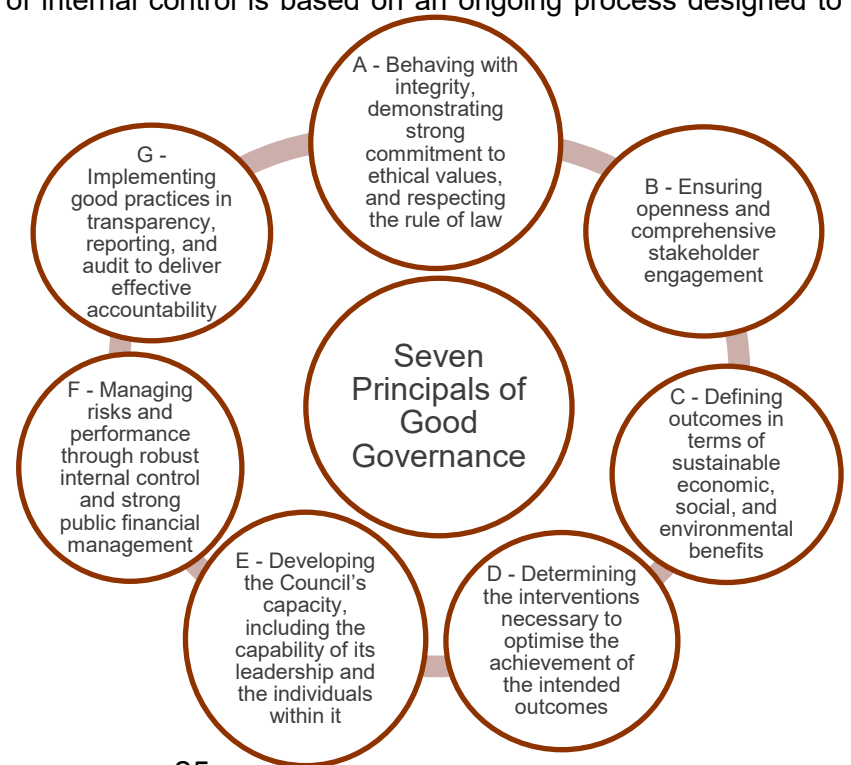 of internal control is based on an ongoing process designed to
A - Behaving with
integrity,
demonstrating
strong
commitment to
ethical values,
and respecting
the rule of law
B - Ensuring
openness and
comprehensive
stakeholder
engagement
C - Defining
outcomes in
terms of
sustainable
economic,
social, and
environmental
benefits
D - Determining
the interventions
necessary to
optimise the
achievement of
the intended
outcomes
E - Developing
the Council’s
capacity,
including the
capability of its
leadership and
the individuals
within it
F - Managing
risks and
performance
through robust
internal control
and strong
public financial
management
G -
Implementing
good practices in
transparency,
reporting, and
audit to deliver
effective
accountability
Seven
Principals of
Good
Governance